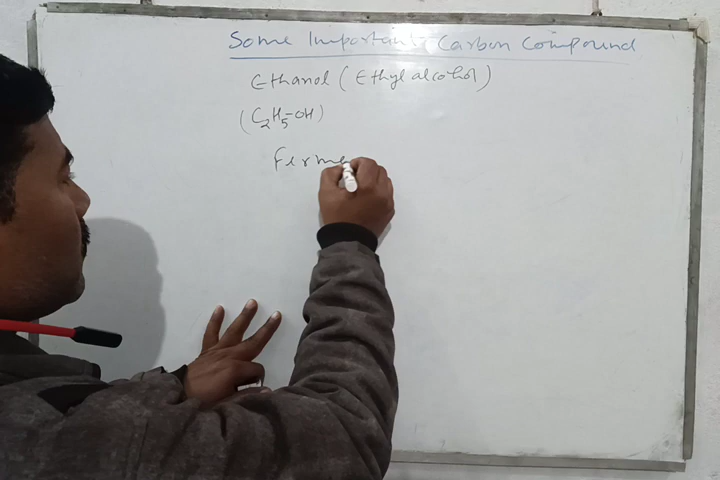 Some Important Carbon Compound
Ethanol (Ethyl alcohol)
(C₂H₅-OH)
Ferme